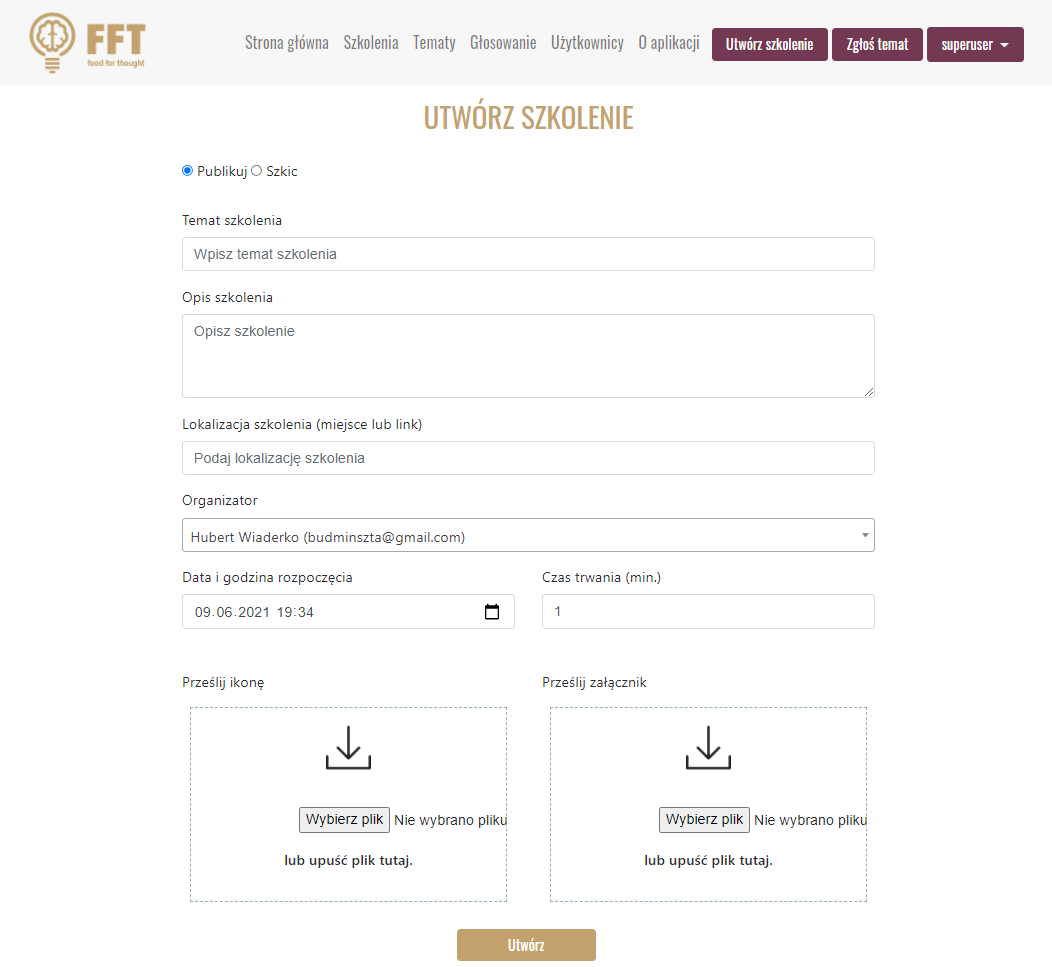 FFT
food for thought
Strona główna Szkolenia Tematy Głosowanie Użytkownicy O aplikacji Utwórz szkolenie Zgłoś temat superuser
UTWÓRZ SZKOLENIE
Publikuj Szkic
Temat szkolenia
Wpisz temat szkolenia
Opis szkolenia
Opisz szkolenie
Lokalizacja szkolenia (miejsce lub link)
Podaj lokalizację szkolenia
Organizator
Hubert Wiaderko (budminszta@gmail.com)
Data i godzina rozpoczęcia Czas trwania (min.)
09.06.2021 19:34 1
Prześlij ikonę Prześlij załącznik
Wybierz plik Nie wybrano pliku Wybierz plik Nie wybrano pliku
lub upuść plik tutaj. lub upuść plik tutaj.
Utwórz